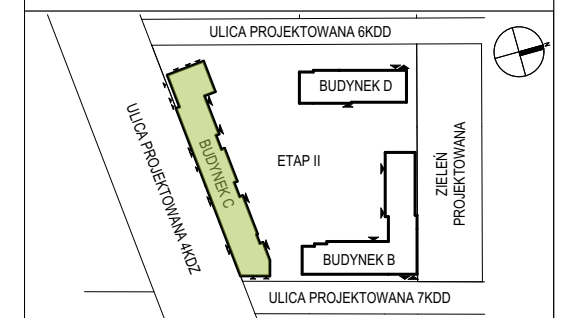 ULICA PROJEKTOWANA 6KDD
N
BUDYNEK D
ULICA PROJEKTOWANA 4KDZ
BUDYNEK C
ETAP II
ZIELEŃ
PROJEKTOWANA
BUDYNEK B
ULICA PROJEKTOWANA 7KDD